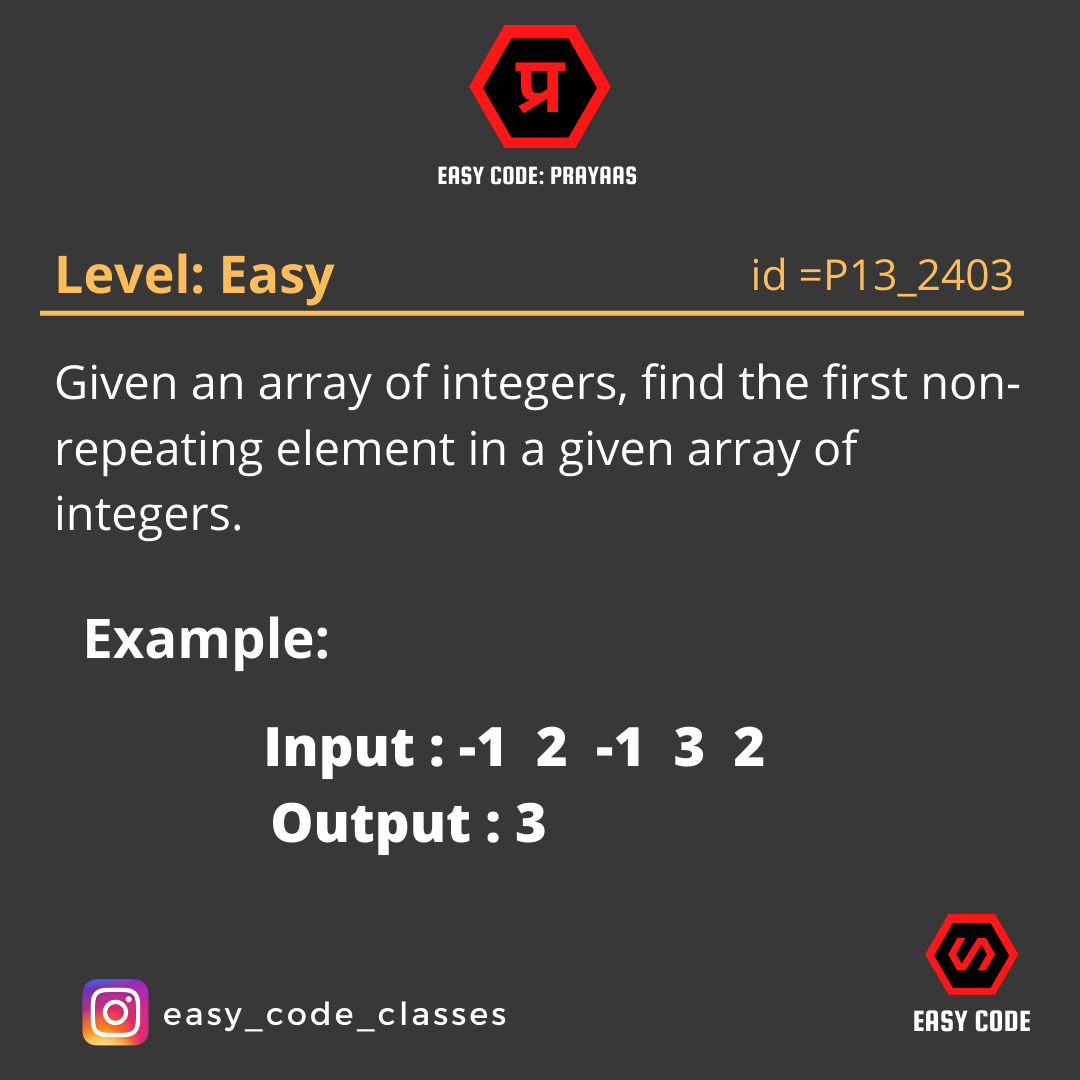 प्र
EASY CODE: PRAYAAS
Level: Easy
id =P13_2403
Given an array of integers, find the first non-
repeating element in a given array of
integers.
Example:
Input : -1 2 -1 3 2
Output : 3
easy_code_classes
EASY CODE